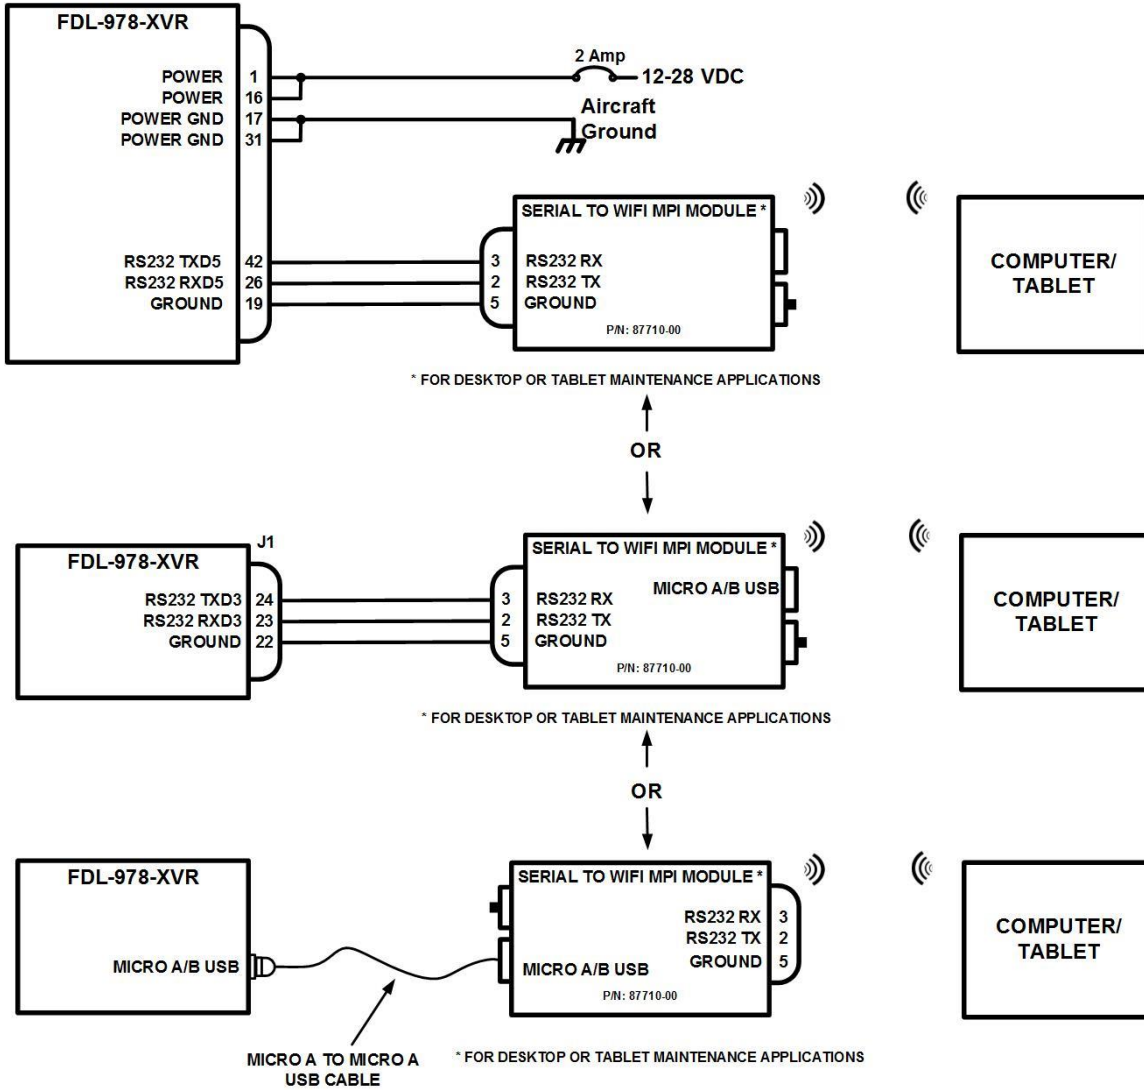 FDL-978-XVR
2 Amp
POWER 1 12-28 VDC
POWER 16
Aircraft
POWER GND 17
Ground
POWER GND 31
SERIAL TO WIFI MPI MODULE *
RS232 TXD5 42 3 RS232 RX
RS232 RXD5 26 2 RS232 TX
GROUND 19 5 GROUND
P/N: 87710-00
COMPUTER/
TABLET
* FOR DESKTOP OR TABLET MAINTENANCE APPLICATIONS
OR
J1
FDL-978-XVR
SERIAL TO WIFI MPI MODULE *
MICRO A/B USB
RS232 TXD3 24 3 RS232 RX
RS232 RXD3 23 2 RS232 TX
GROUND 22 5 GROUND
P/N: 87710-00
COMPUTER/
TABLET
* FOR DESKTOP OR TABLET MAINTENANCE APPLICATIONS
OR
FDL-978-XVR
SERIAL TO WIFI MPI MODULE *
RS232 RX 3
RS232 TX 2
GROUND 5
MICRO A/B USB
MICRO A/B USB
P/N: 87710-00
COMPUTER/
TABLET
MICRO A TO MICRO A
USB CABLE
* FOR DESKTOP OR TABLET MAINTENANCE APPLICATIONS